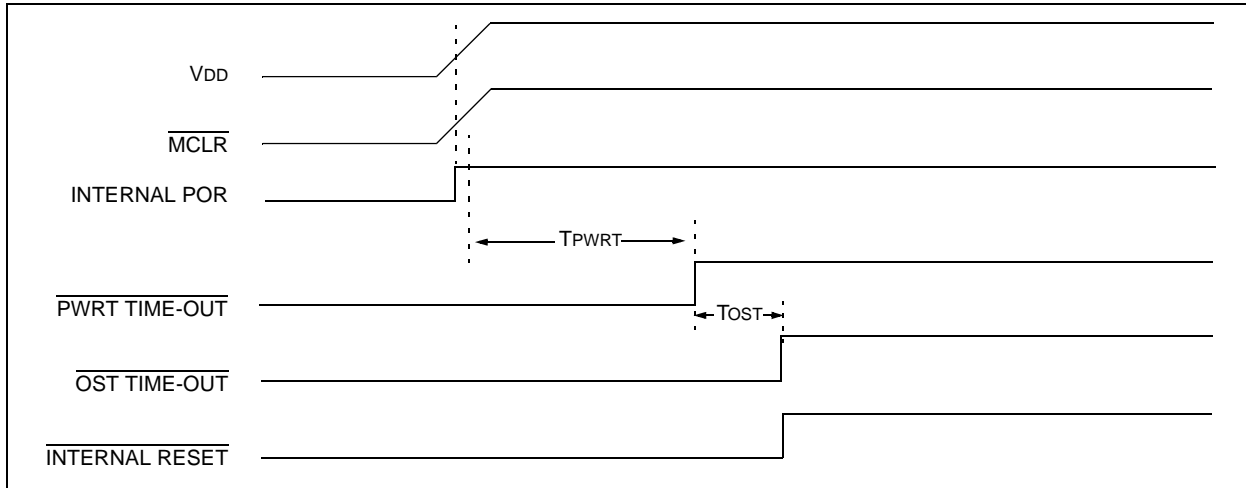 VDD
MCLR
INTERNAL POR
TPWRT
PWRT TIME-OUT
TOST
OST TIME-OUT
INTERNAL RESET